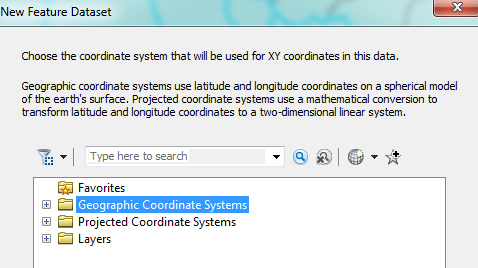 New Feature Dataset
Choose the coordinate system that will be used for XY coordinates in this data.
Geographic coordinate systems use latitude and longitude coordinates on a spherical model
of the earth's surface. Projected coordinate systems use a mathematical conversion to
transform latitude and longitude coordinates to a two-dimensional linear system.
Type here to search
Favorites
Geographic Coordinate Systems
Projected Coordinate Systems
Layers